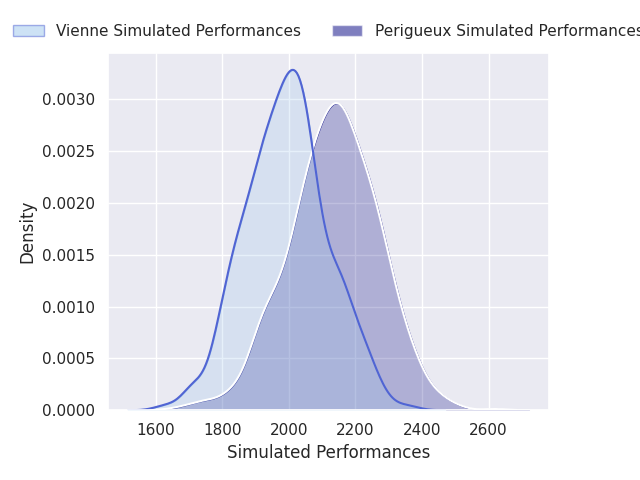 Vienne Simulated Performances
Perigueux Simulated Performances
0.0030
0.0025
0.0020
0.0015
0.0010
0.0005
0.0000
Density
1600 1800 2000 2200 2400 2600
Simulated Performances